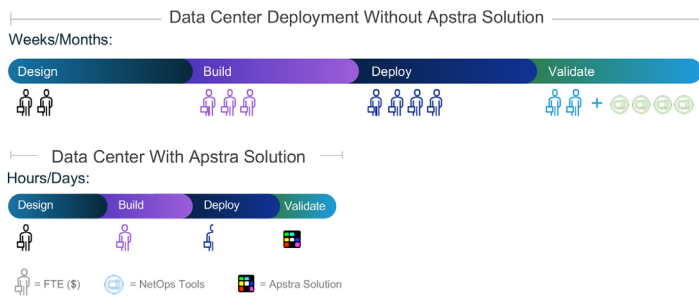 Data Center Deployment Without Apstra Solution
Weeks/Months:
Design Build Deploy Validate
+
Data Center With Apstra Solution
Hours/Days:
Design Build Deploy Validate
= FTE ($) = NetOps Tools = Apstra Solution